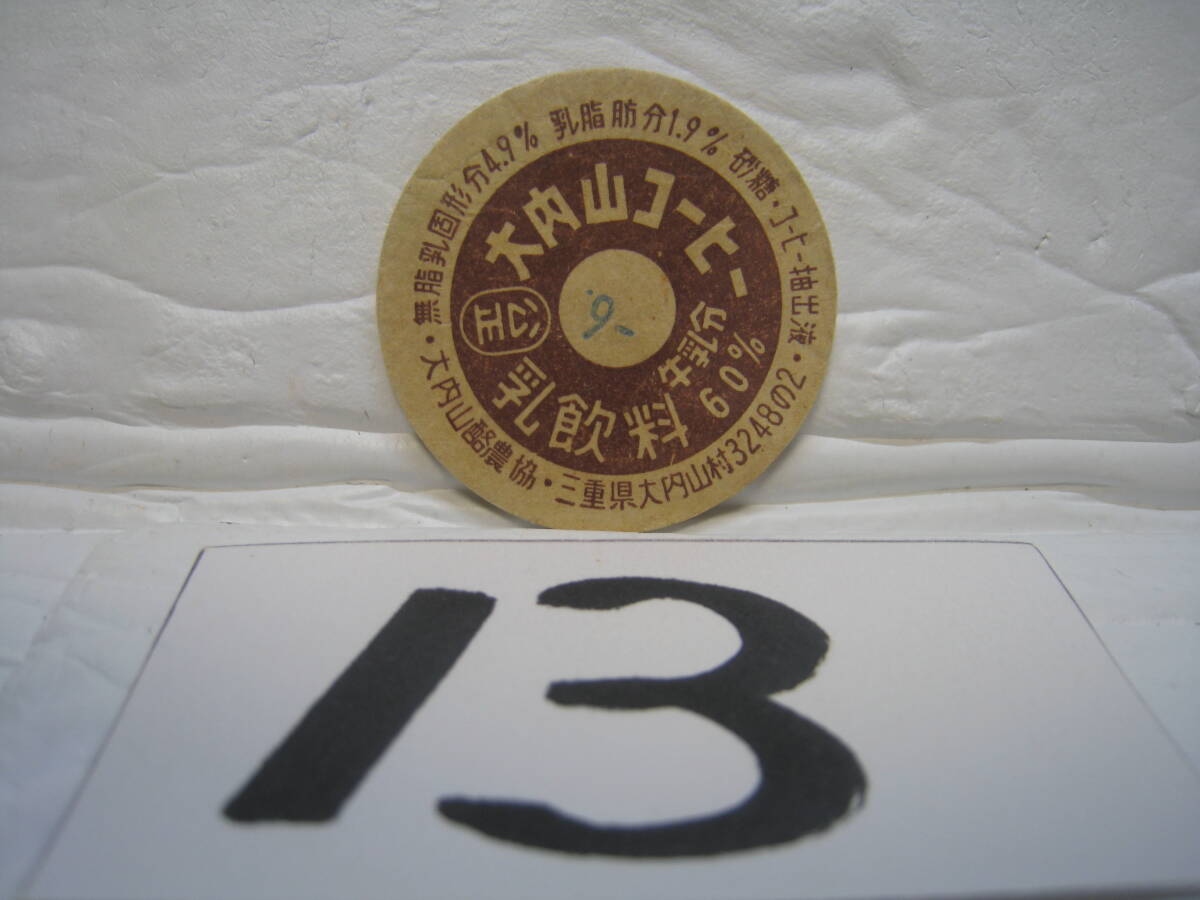 無脂乳固形分4.9% 乳脂肪分1.9% 砂糖・コーヒー抽出液・
大内山酪農協・三重県大内山村3248の2・
大内山コーヒー
公正
乳飲料
牛乳分
60%
9
13